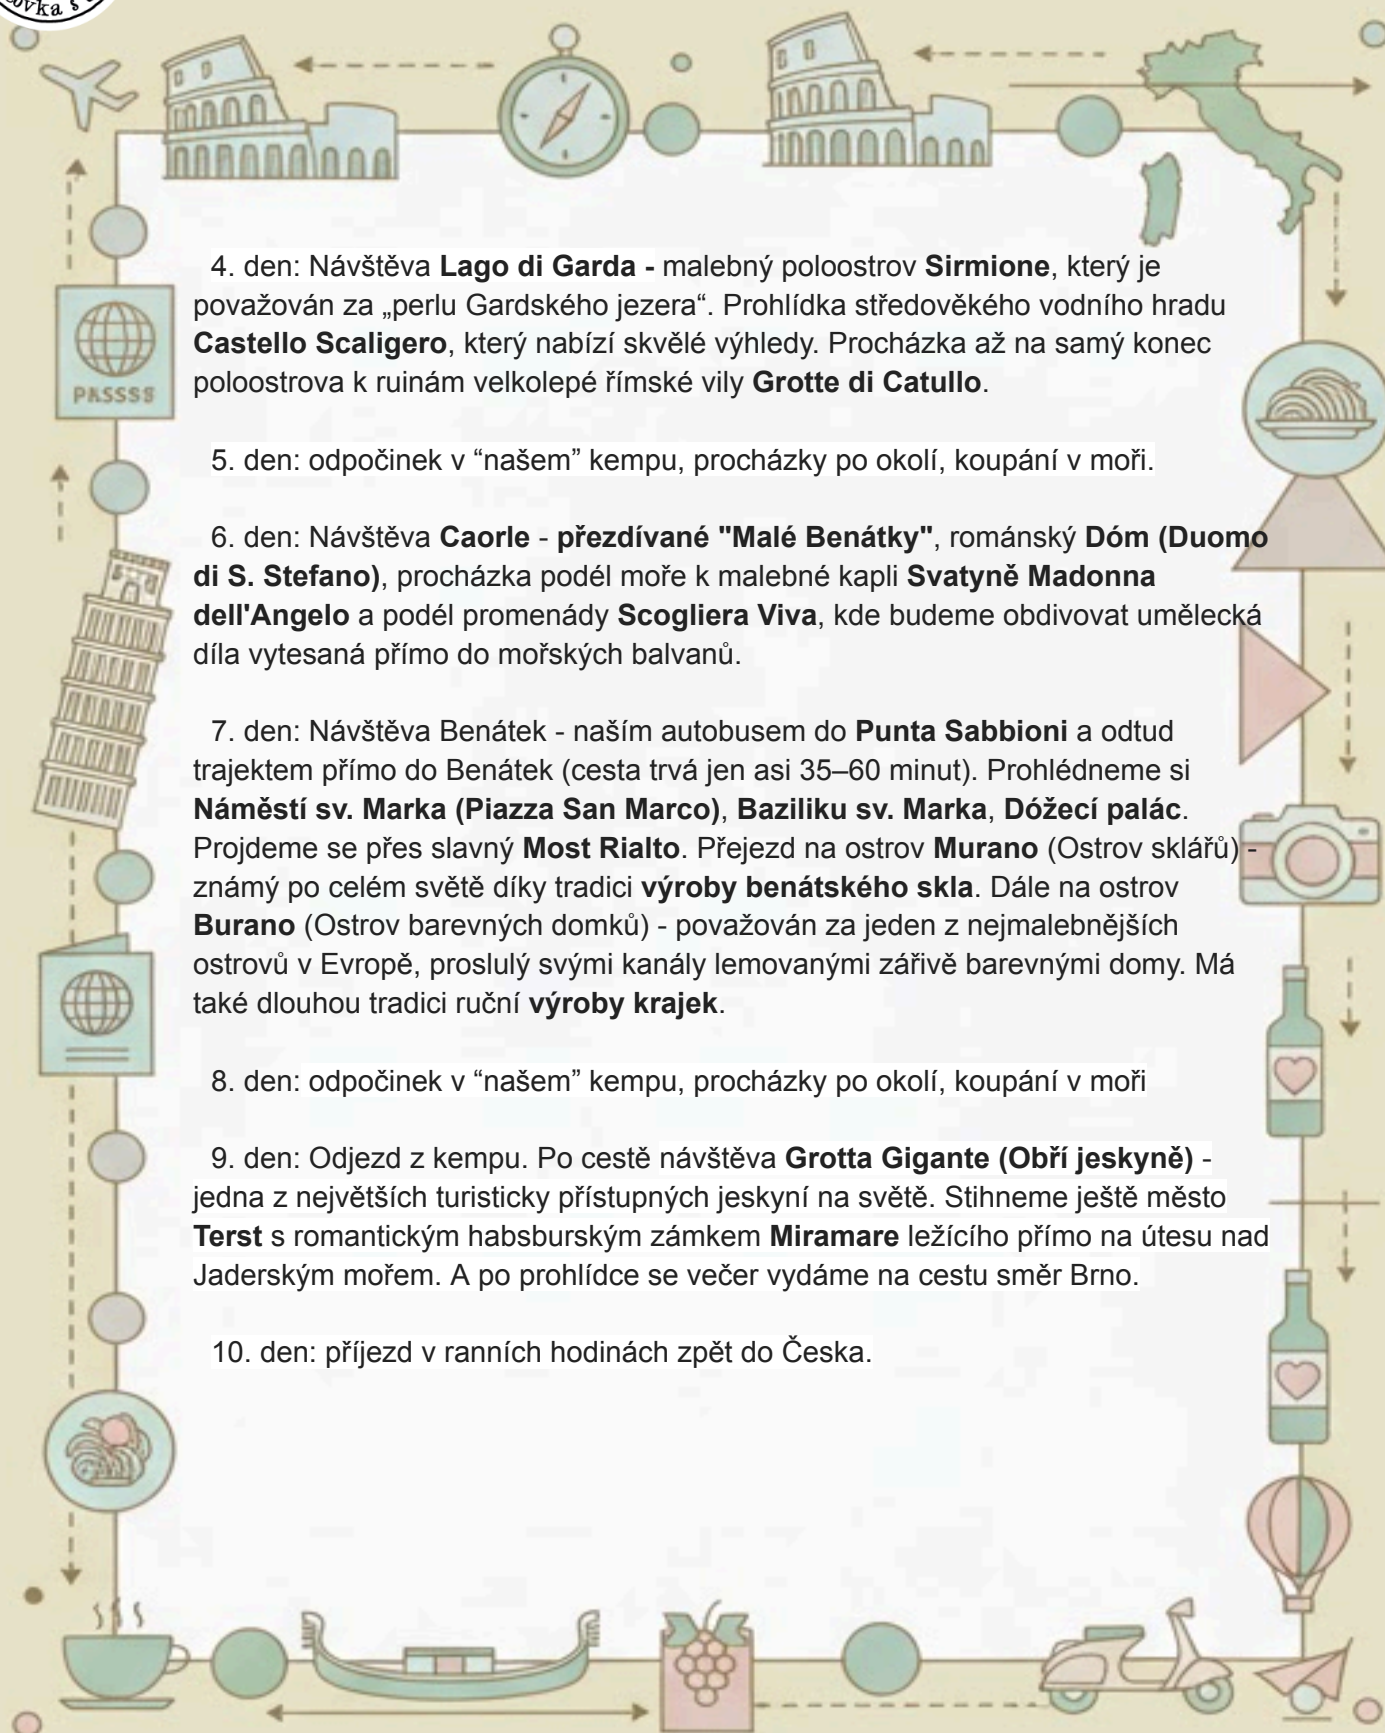 4. den: Návštěva Lago di Garda - malebný poloostrov Sirmione, který je
považován za „perlu Gardského jezera“. Prohlídka středověkého vodního hradu
Castello Scaligero, který nabízí skvělé výhledy. Procházka až na samý konec
poloostrova k ruinám velkolepé římské vily Grotte di Catullo.
5. den: odpočinek v “našem” kempu, procházky po okolí, koupání v moři.
6. den: Návštěva Caorle - přezdívané "Malé Benátky", románský Dóm (Duomo
di S. Stefano), procházka podél moře k malebné kapli Svatyně Madonna
dell'Angelo a podél promenády Scogliera Viva, kde budeme obdivovat umělecká
díla vytesaná přímo do mořských balvanů.
7. den: Návštěva Benátek - naším autobusem do Punta Sabbioni a odtud
trajektem přímo do Benátek (cesta trvá jen asi 35–60 minut). Prohlédneme si
Náměstí sv. Marka (Piazza San Marco), Baziliku sv. Marka, Dóžecí palác.
Projdeme se přes slavný Most Rialto. Přejezd na ostrov Murano (Ostrov sklářů) -
známý po celém světě díky tradici výroby benátského skla. Dále na ostrov
Burano (Ostrov barevných domků) - považován za jeden z nejmalebnějších
ostrovů v Evropě, proslulý svými kanály lemovanými zářivě barevnými domy. Má
také dlouhou tradici ruční výroby krajek.
8. den: odpočinek v “našem” kempu, procházky po okolí, koupání v moři
9. den: Odjezd z kempu. Po cestě návštěva Grotta Gigante (Obří jeskyně) -
jedna z největších turisticky přístupných jeskyní na světě. Stihneme ještě město
Terst s romantickým habsburským zámkem Miramare ležícího přímo na útesu nad
Jaderským mořem. A po prohlídce se večer vydáme na cestu směr Brno.
10. den: příjezd v ranních hodinách zpět do Česka.
PASSSS